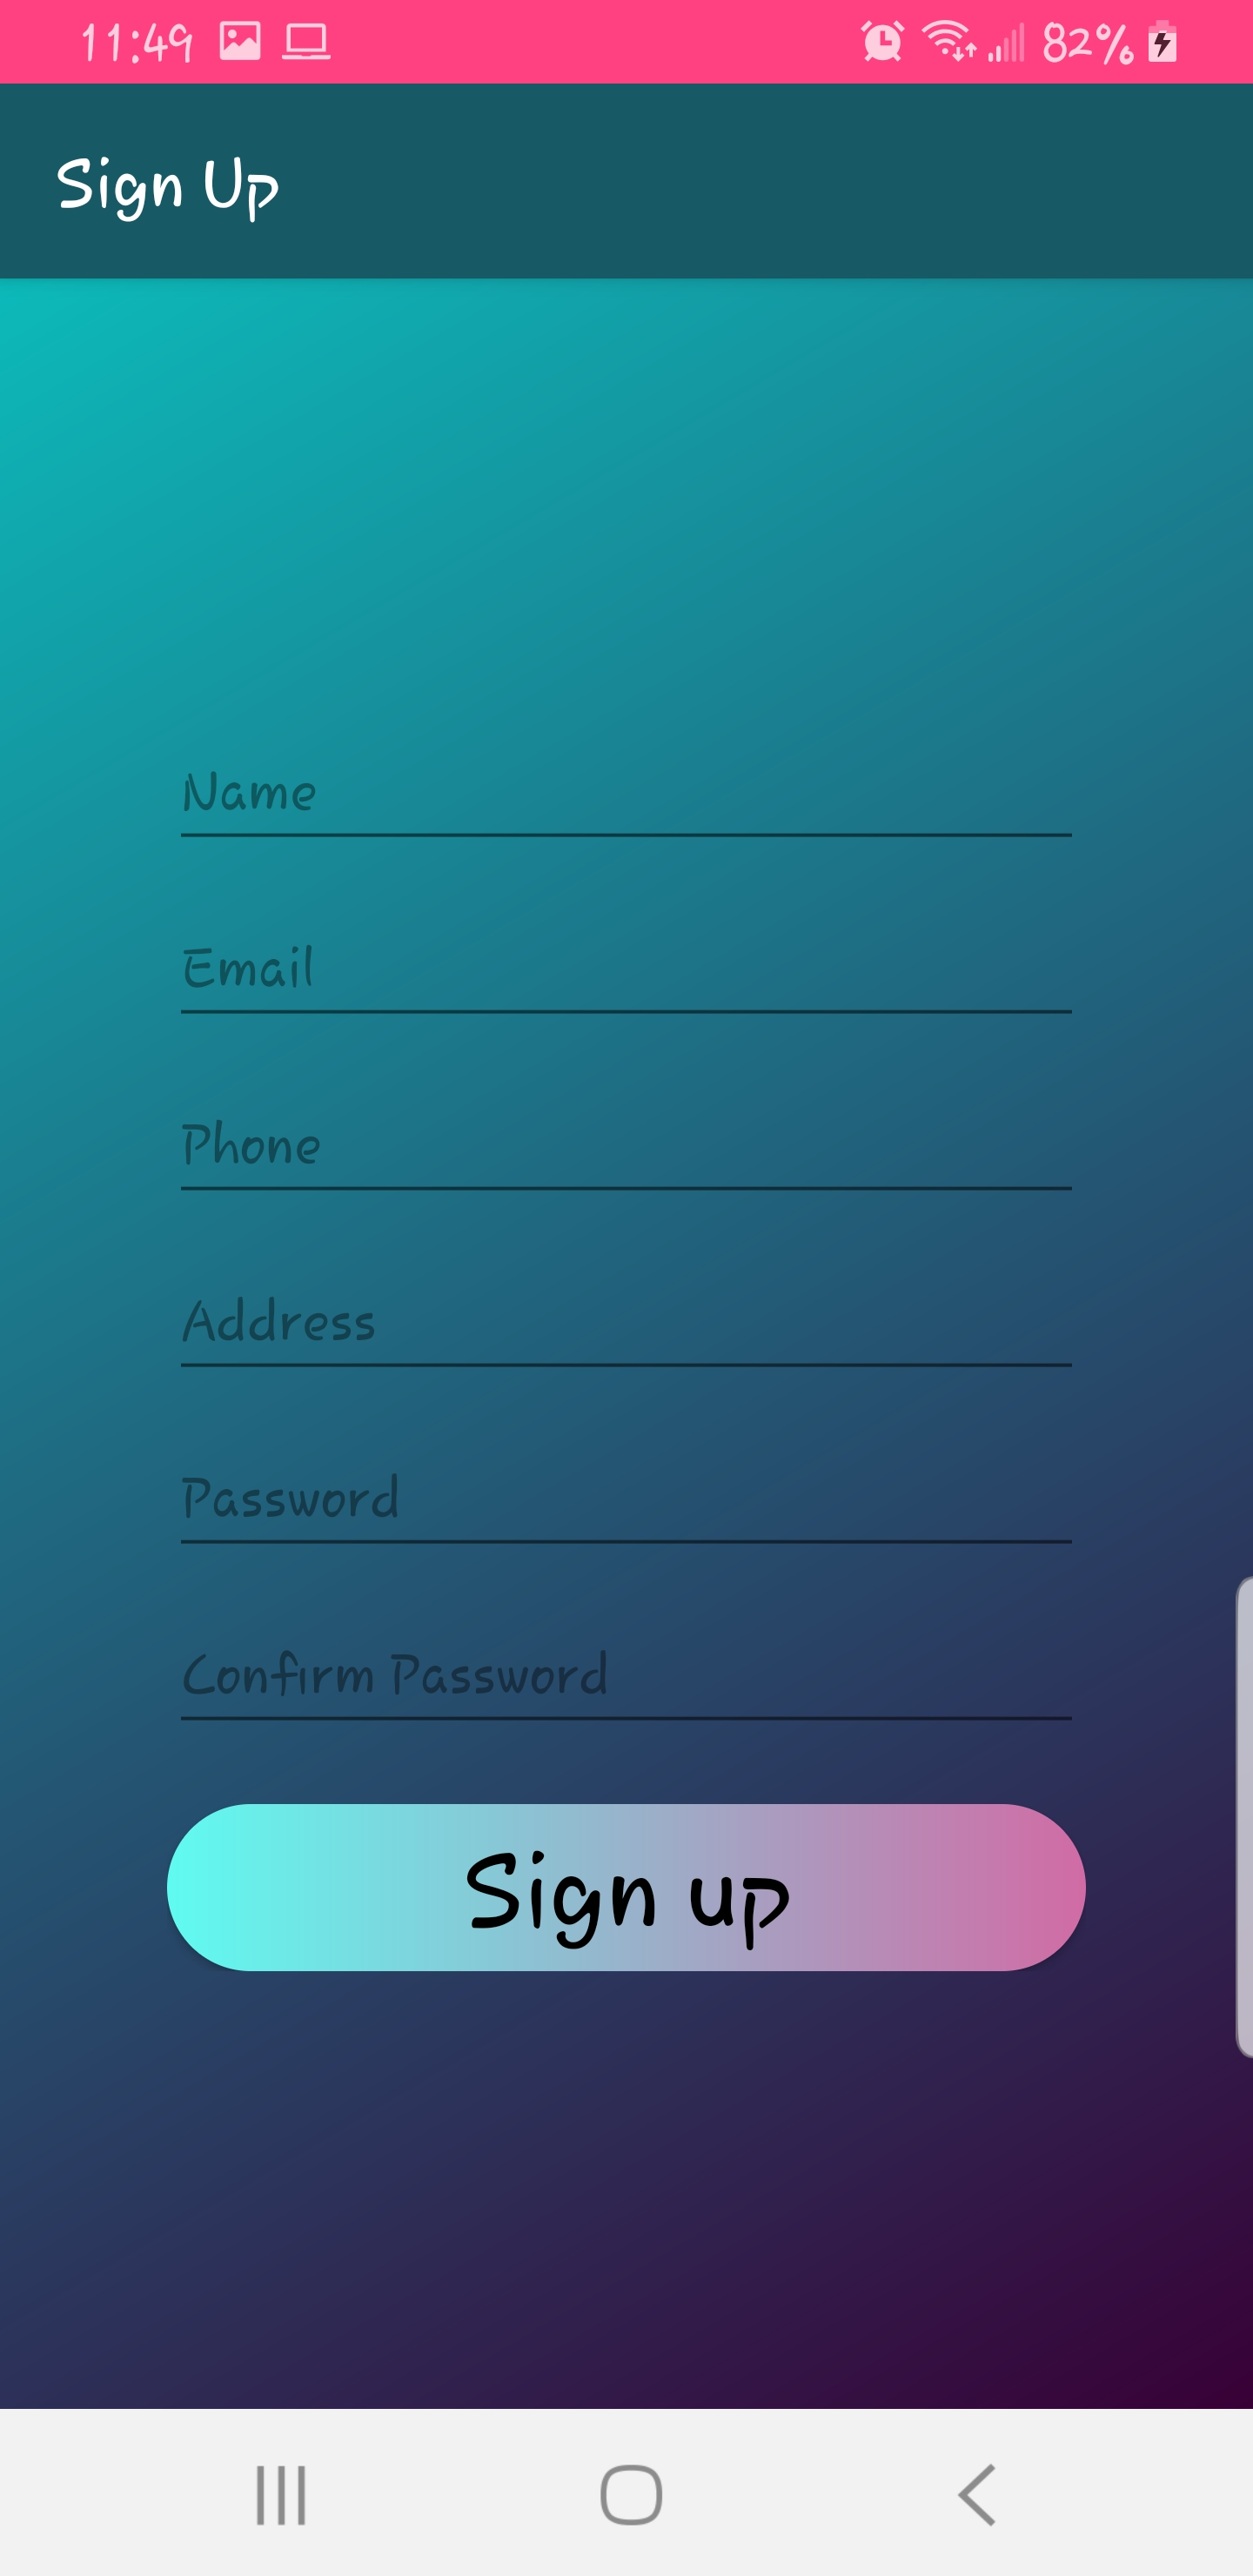 11:49 82%
Sign Up
Name
Email
Phone
Address
Password
Confirm Password
Sign up